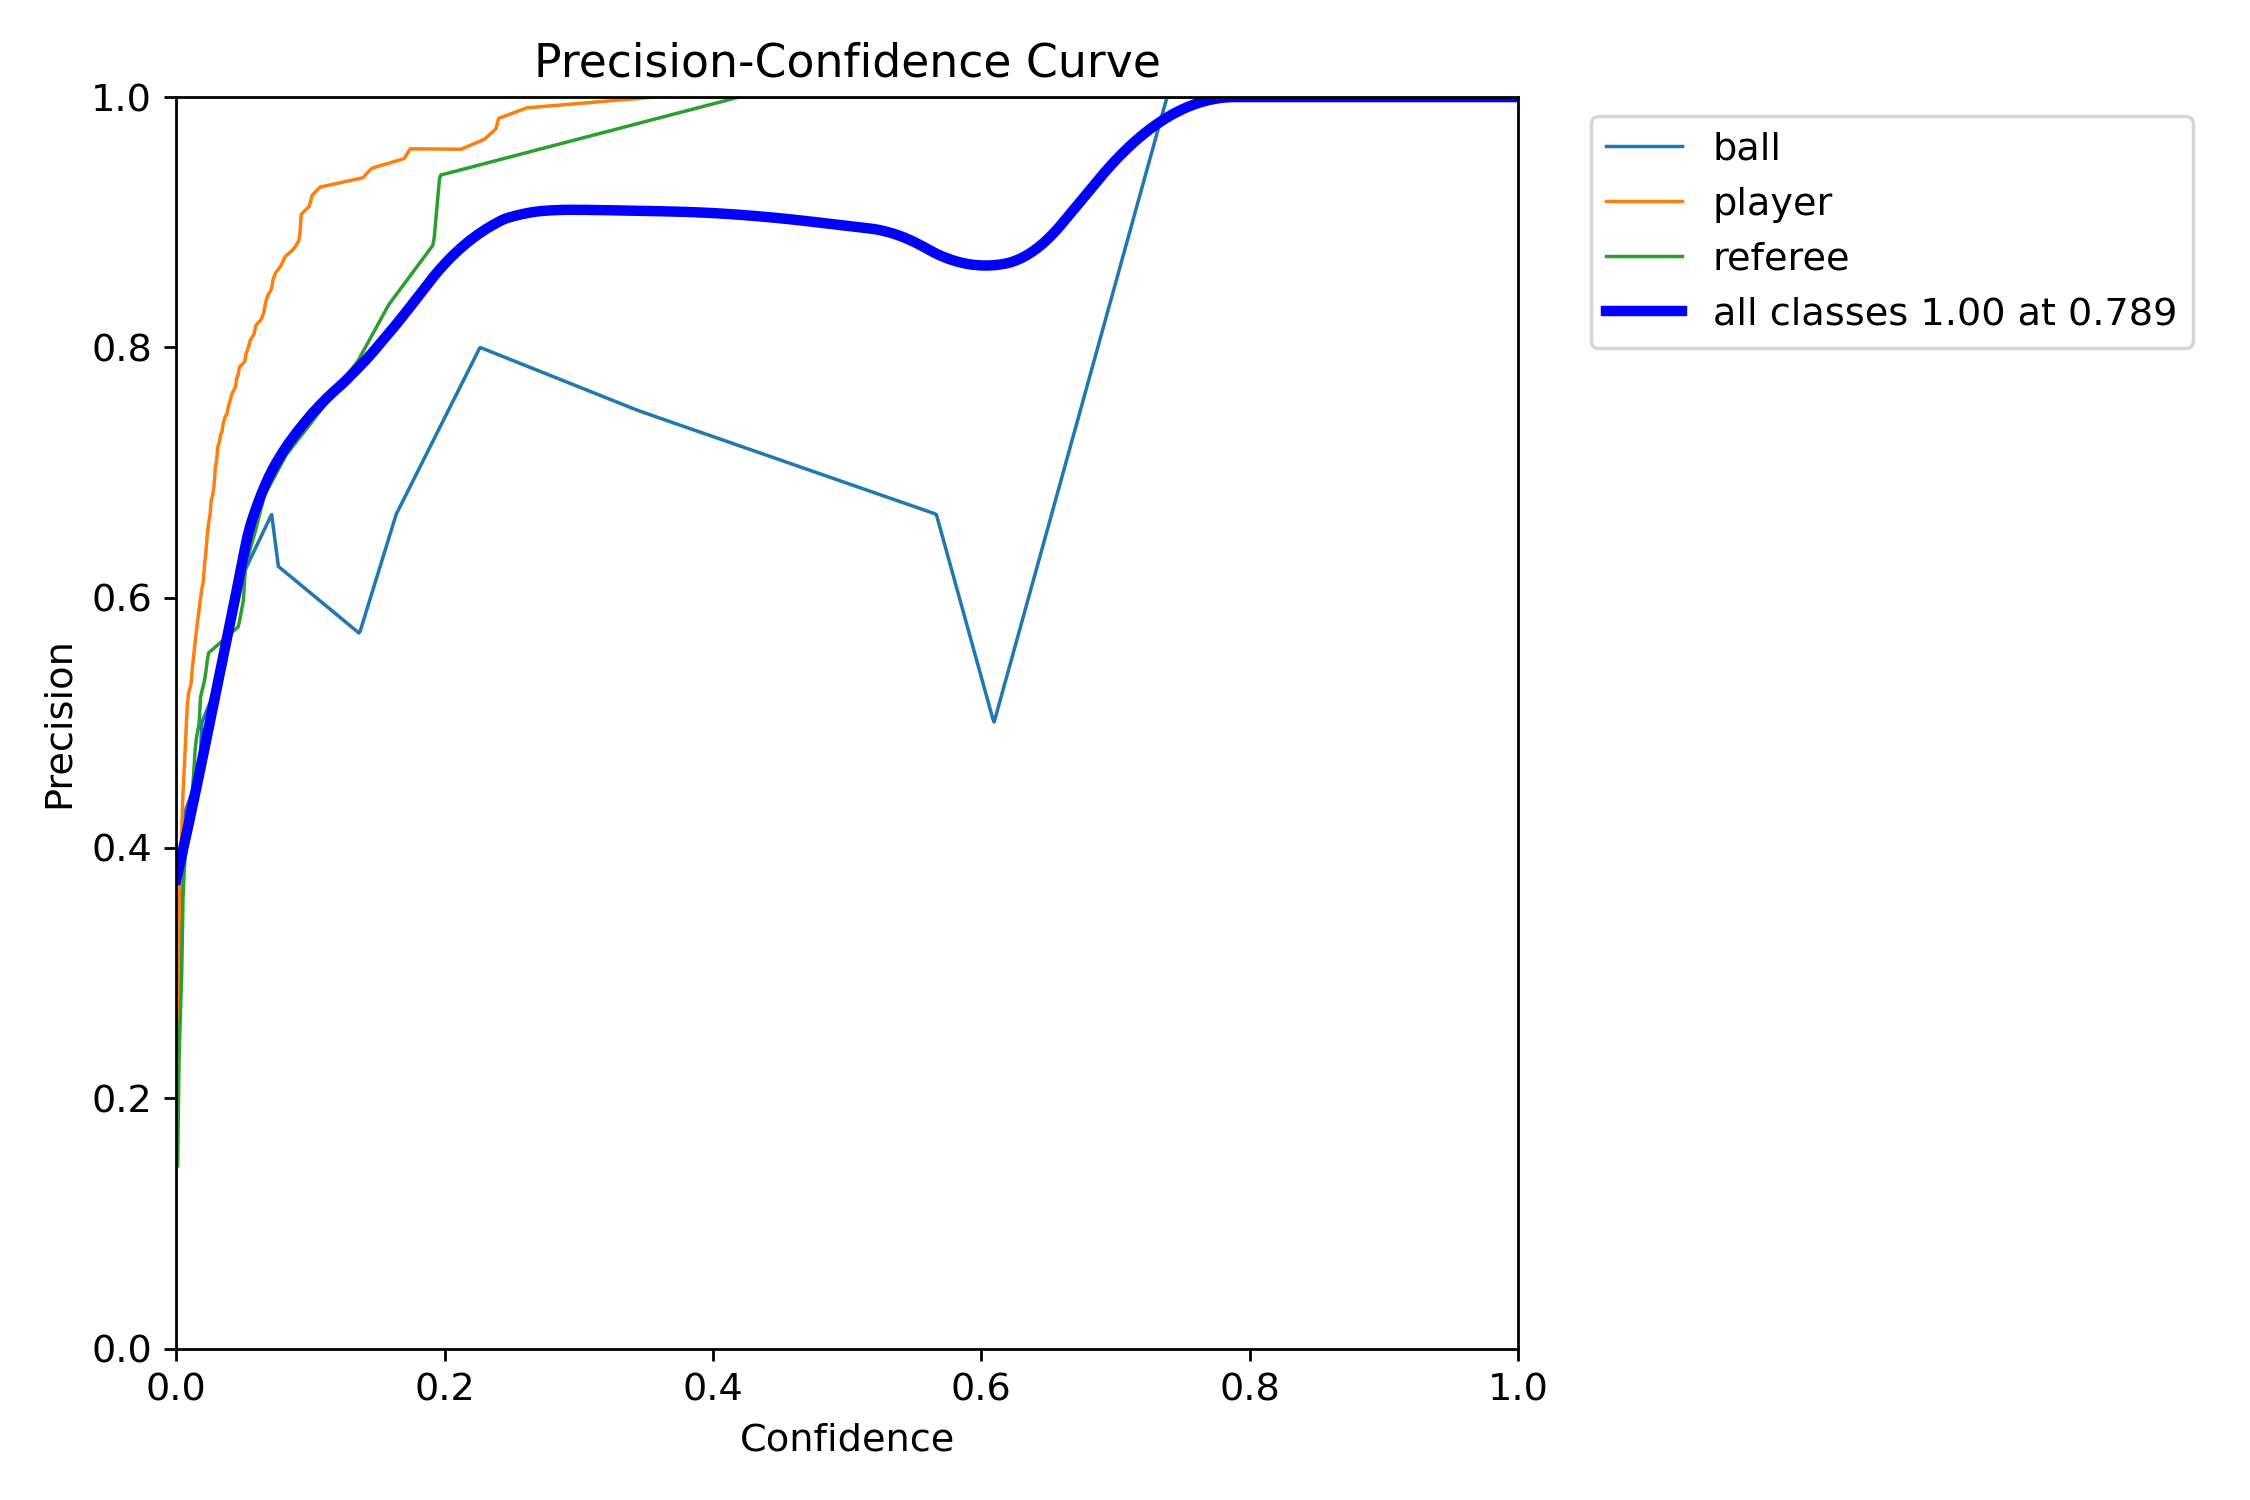 Precision-Confidence Curve
1.0
0.8
0.6
0.4
0.2
0.0
Precision
0.0 0.2 0.4 0.6 0.8 1.0
Confidence
ball
player
referee
all classes 1.00 at 0.789